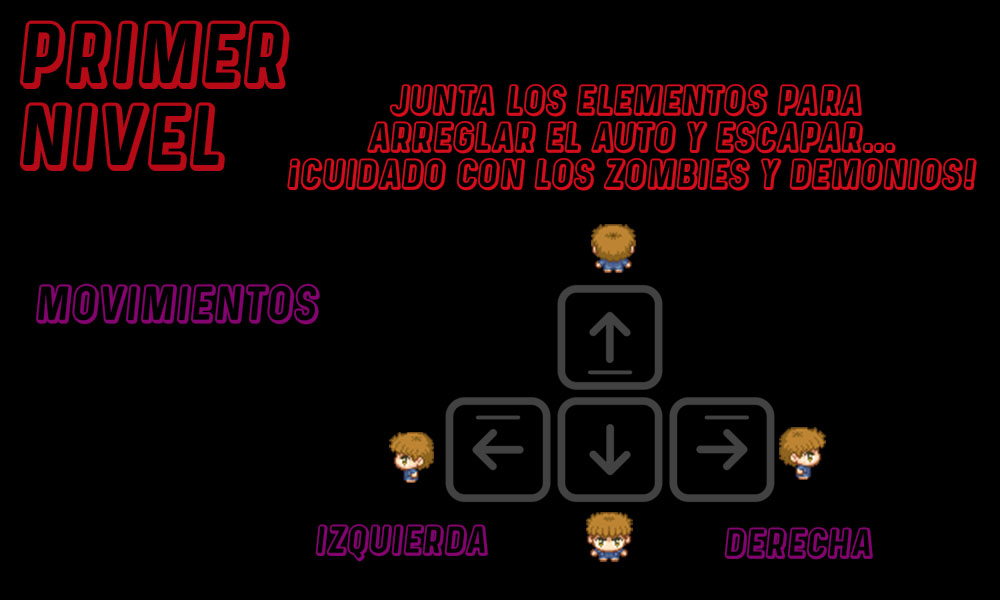 PRIMER
NIVEL
JUNTA LOS ELEMENTOS PARA
ARREGLAR EL AUTO Y ESCAPAR...
¡CUIDADO CON LOS ZOMBIES Y DEMONIOS!
MOVIMIENTOS
IZQUIERDA
DERECHA